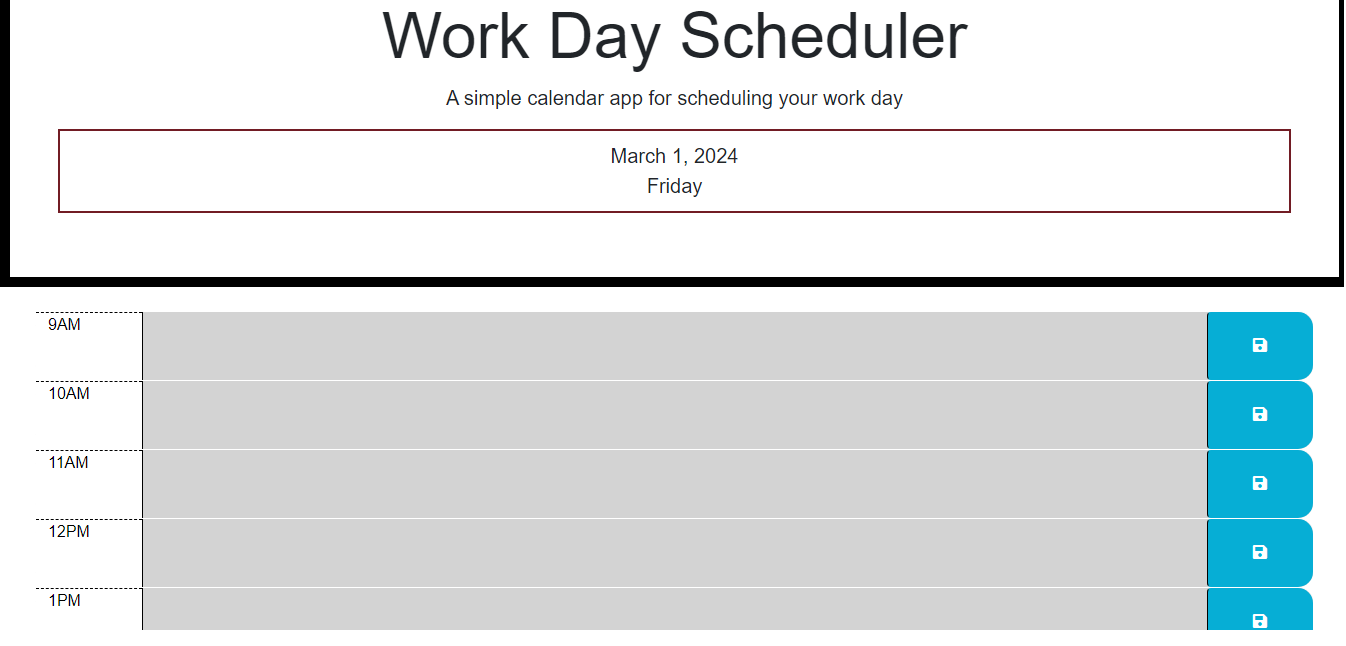 Work Day Scheduler
A simple calendar app for scheduling your work day
March 1, 2024
Friday
9AM
10AM
11AM
12PM
1PM